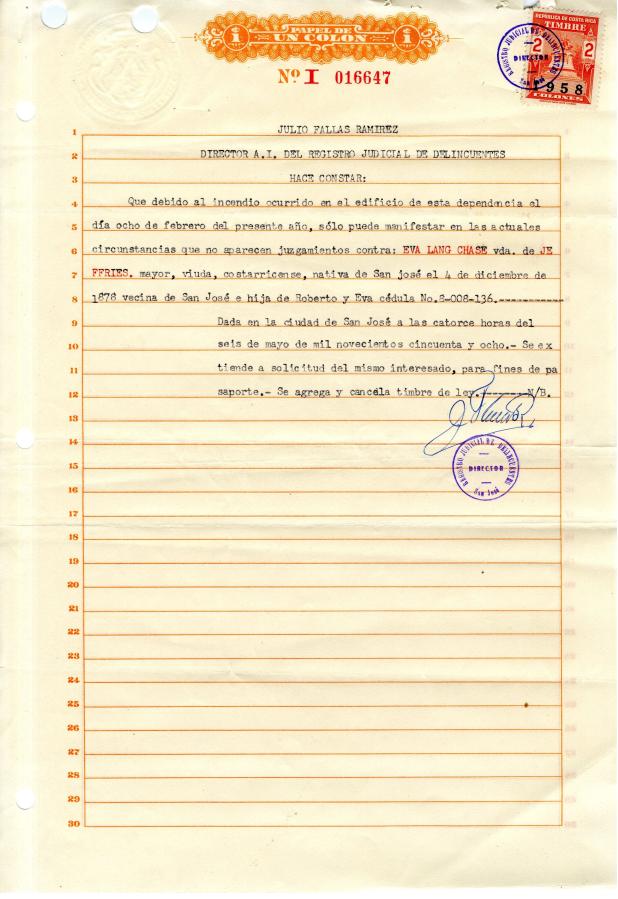 PAPEL DE
UN COLON
1 1
Nº I 016647
REPUBLICA DE COSTA RICA
TIMBRE
2 2
1958
COLONES
REGISTRO JUDICIAL DE DELINCUENTES
DIRECTOR
San José
1 JULIO FALLAS RAMIREZ
2 DIRECTOR A.I. DEL REGISTRO JUDICIAL DE DELINCUENTES
3 HACE CONSTAR:
4 Que debido al incendio ocurrido en el edificio de esta dependencia el
5 día ocho de febrero del presente año, sólo puede manifestar en las actuales
6 circunstancias que no aparecen juzgamientos contra: EVA LANG CHASE vda. de JE
7 FFRIES. mayor, viuda, costarricense, nativa de San josé el 4 de diciembre de
8 1878 vecina de San José e hija de Roberto y Eva cédula No.8-008-136.-----------
9 Dada en la ciudad de San José a las catorce horas del
10 seis de mayo de mil novecientos cincuenta y ocho.- Se ex
11 tiende a solicitud del mismo interesado, para fines de pa
12 saporte.- Se agrega y cancela timbre de ley.--------N/B.
13
14
REGISTRO JUDICIAL DE DELINCUENTES
15 DIRECTOR
San José
16
17
18
19
20
21
22
23
24
25
26
27
28
29
30